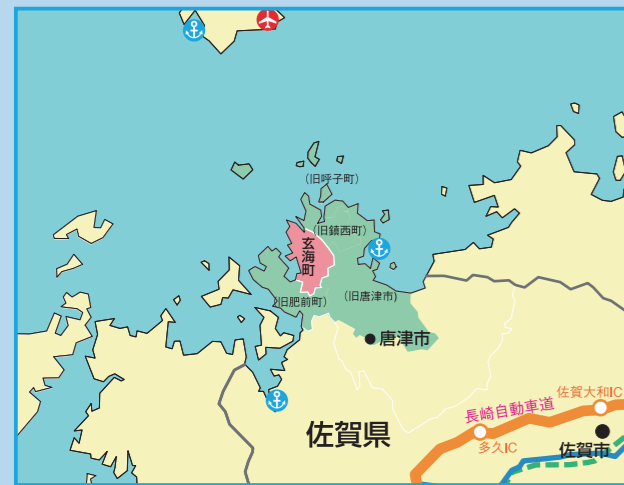 （旧呼子町）
（旧鎮西町）
玄海町
（旧肥前町）
（旧唐津市）
唐津市
佐賀県
長崎自動車道
佐賀大和IC
多久IC
佐賀市